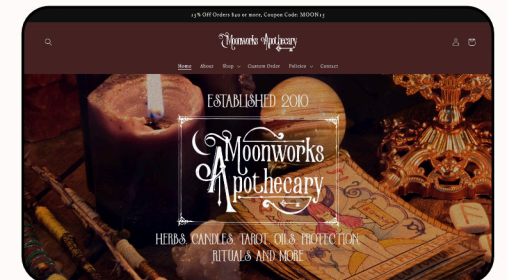 15% Off Orders $49 or more, Coupon Code: MOON15
Moonworks Apothecary
Home About Shop Custom Order Policies Contact
ESTABLISHED 2010
Moonworks
Apothecary
HERBS, CANDLES, TAROT, OILS, PROTECTION,
RITUALS AND MORE